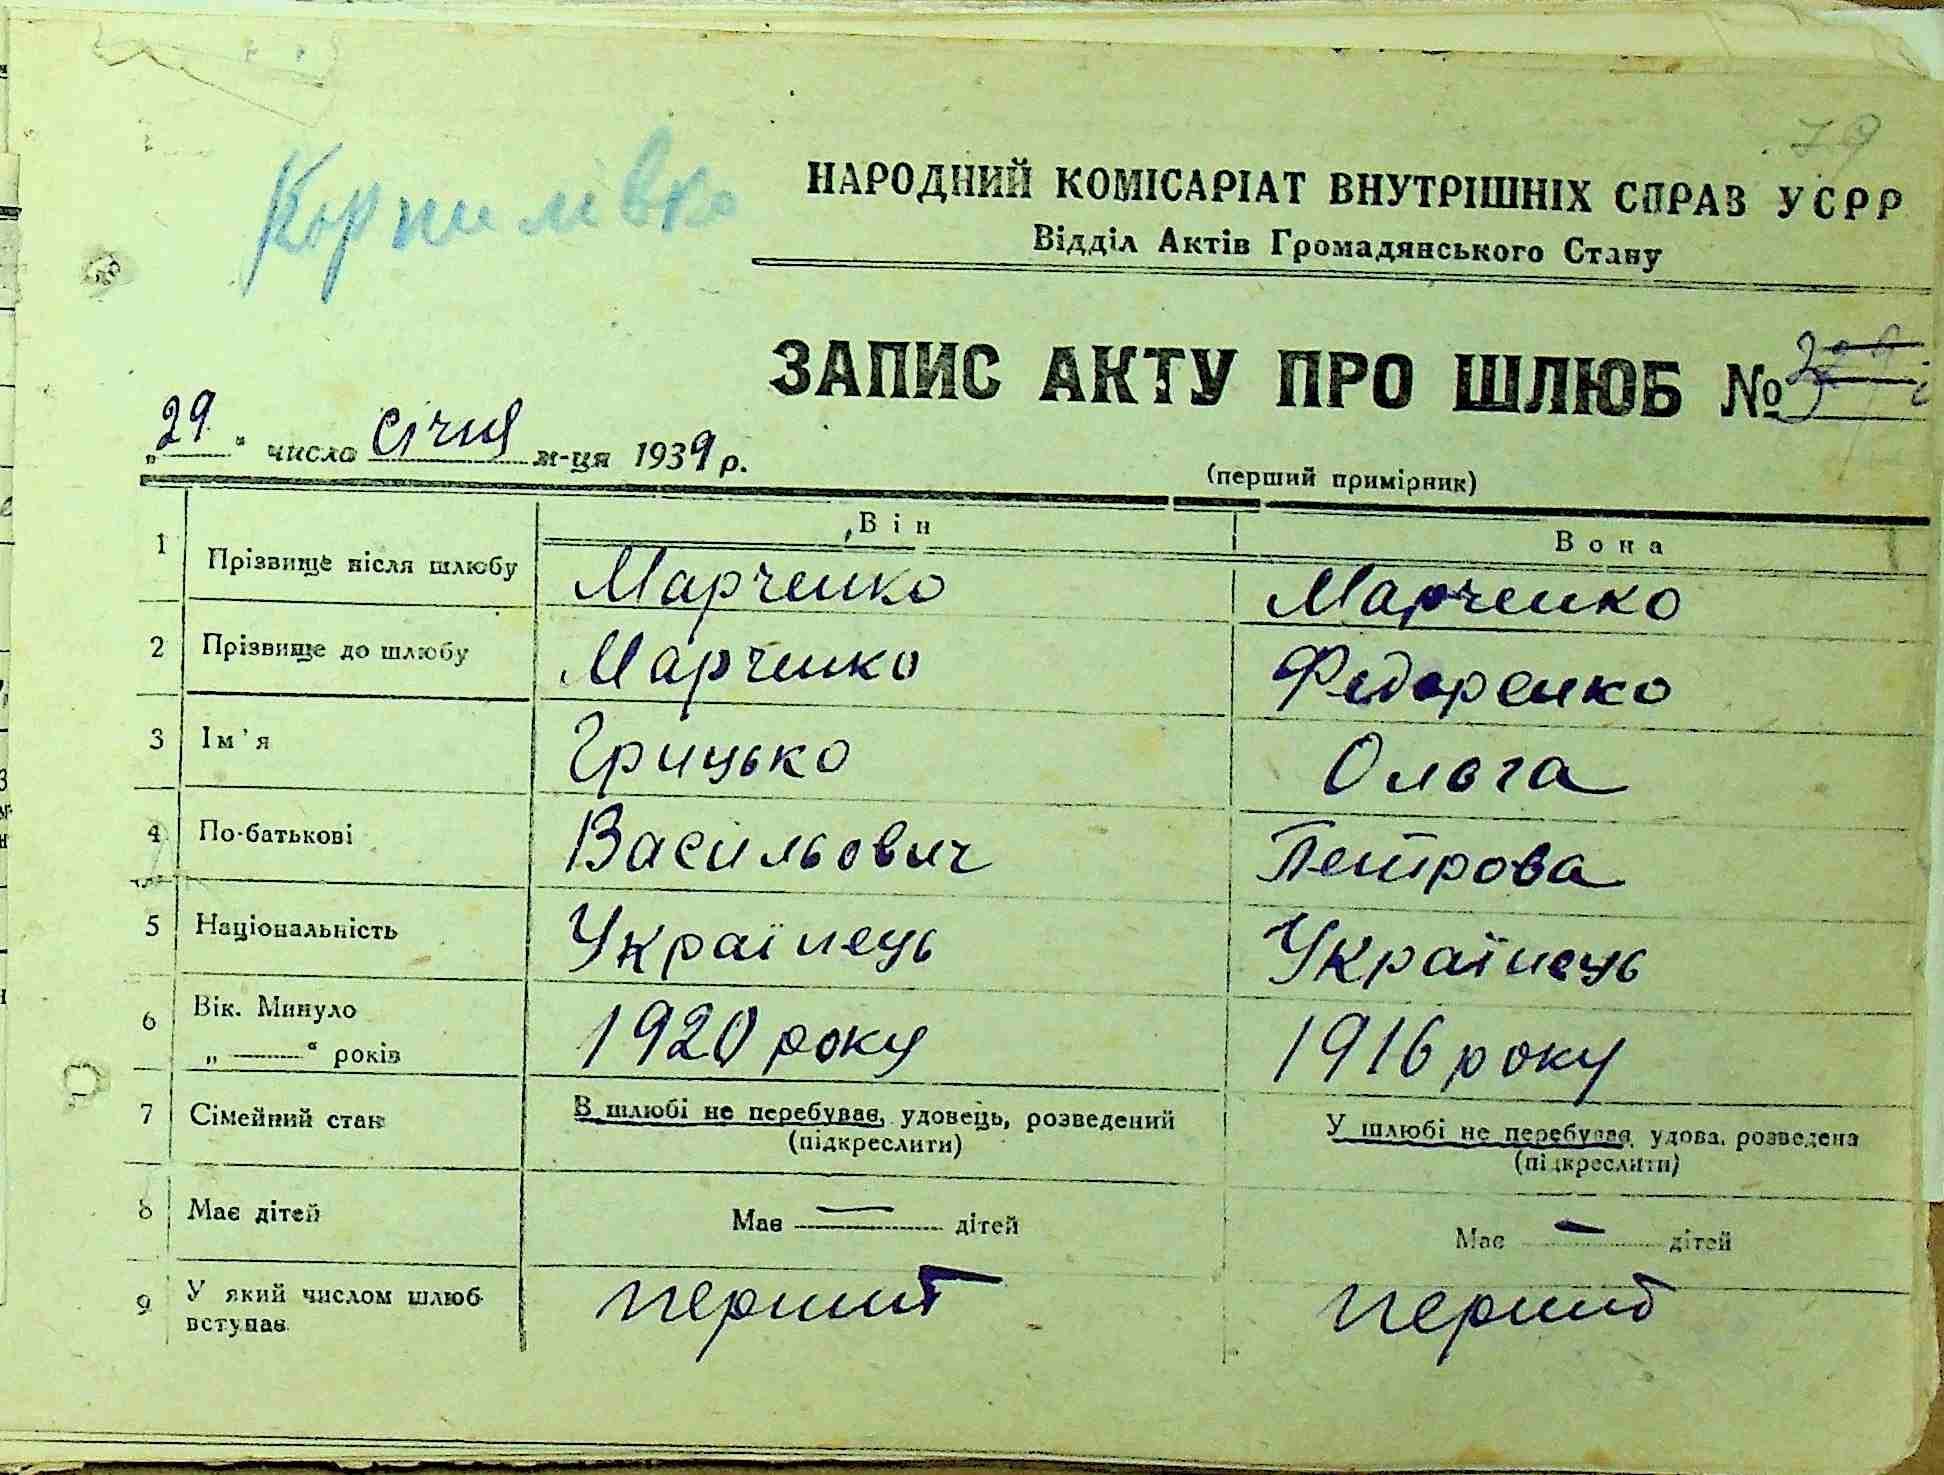 79
Корпилівка
НАРОДНИЙ КОМІСАРІАТ ВНУТРІШНІХ СПРАВ УСРР
Відділ Актів Громадянського Стану
ЗАПИС АКТУ ПРО ШЛЮБ №
„29“ число січня м-ця 1939 р.
(перший примірник)
Він Вона
1 Прізвище після шлюбу Марченко Марченко
2 Прізвище до шлюбу Марченко Федоренко
3 Ім'я Грицько Ольга
4 По-батькові Васильович Петрова
5 Національність Українець Українець
6 Вік. Минуло 1920 року 1916 року
„ “ років
7 Сімейний стан В шлюбі не перебував, удовець, розведений У шлюбі не перебував, удова, розведена
(підкреслити) (підкреслити)
8 Має дітей Має — дітей Має — дітей
9 У який числом шлюб перший перший
вступав